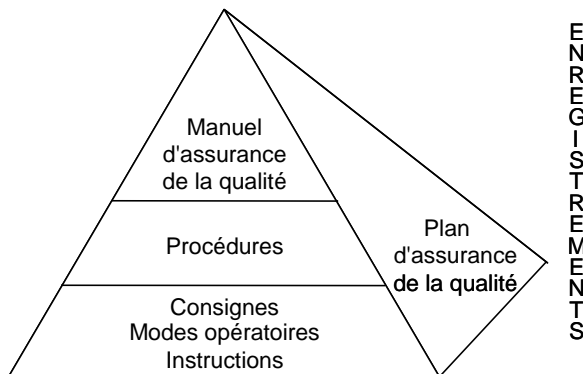 Manuel
d'assurance
de la qualité
Procédures
Consignes
Modes opératoires
Instructions
Plan
d'assurance
de la qualité
ENREGISTREMENTS